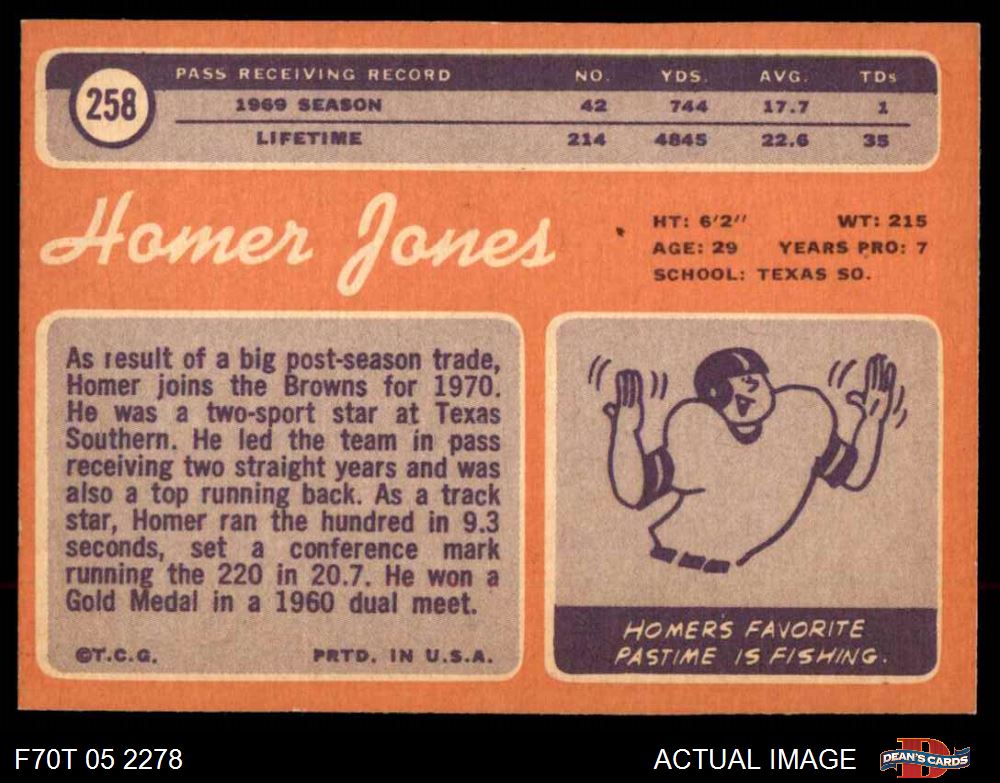 258
PASS RECEIVING RECORD NO. YDS. AVG. TDs
1969 SEASON 42 744 17.7 1
LIFETIME 214 4845 22.6 35
Homer Jones
HT: 6'2" WT: 215
AGE: 29 YEARS PRO: 7
SCHOOL: TEXAS SO.
As result of a big post-season trade,
Homer joins the Browns for 1970.
He was a two-sport star at Texas
Southern. He led the team in pass
receiving two straight years and was
also a top running back. As a track
star, Homer ran the hundred in 9.3
seconds, set a conference mark
running the 220 in 20.7. He won a
Gold Medal in a 1960 dual meet.
©T.C.G. PRTD. IN U.S.A.
HOMER'S FAVORITE
PASTIME IS FISHING.
F70T 05 2278 ACTUAL IMAGE
DEAN'S CARDS